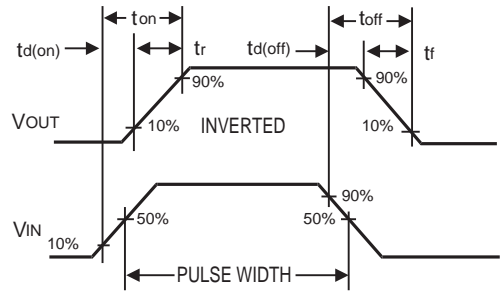 ton
toff
td(on)
tr
td(off)
tf
90%
90%
VOUT
10%
INVERTED
10%
90%
VIN
50%
50%
10%
PULSE WIDTH